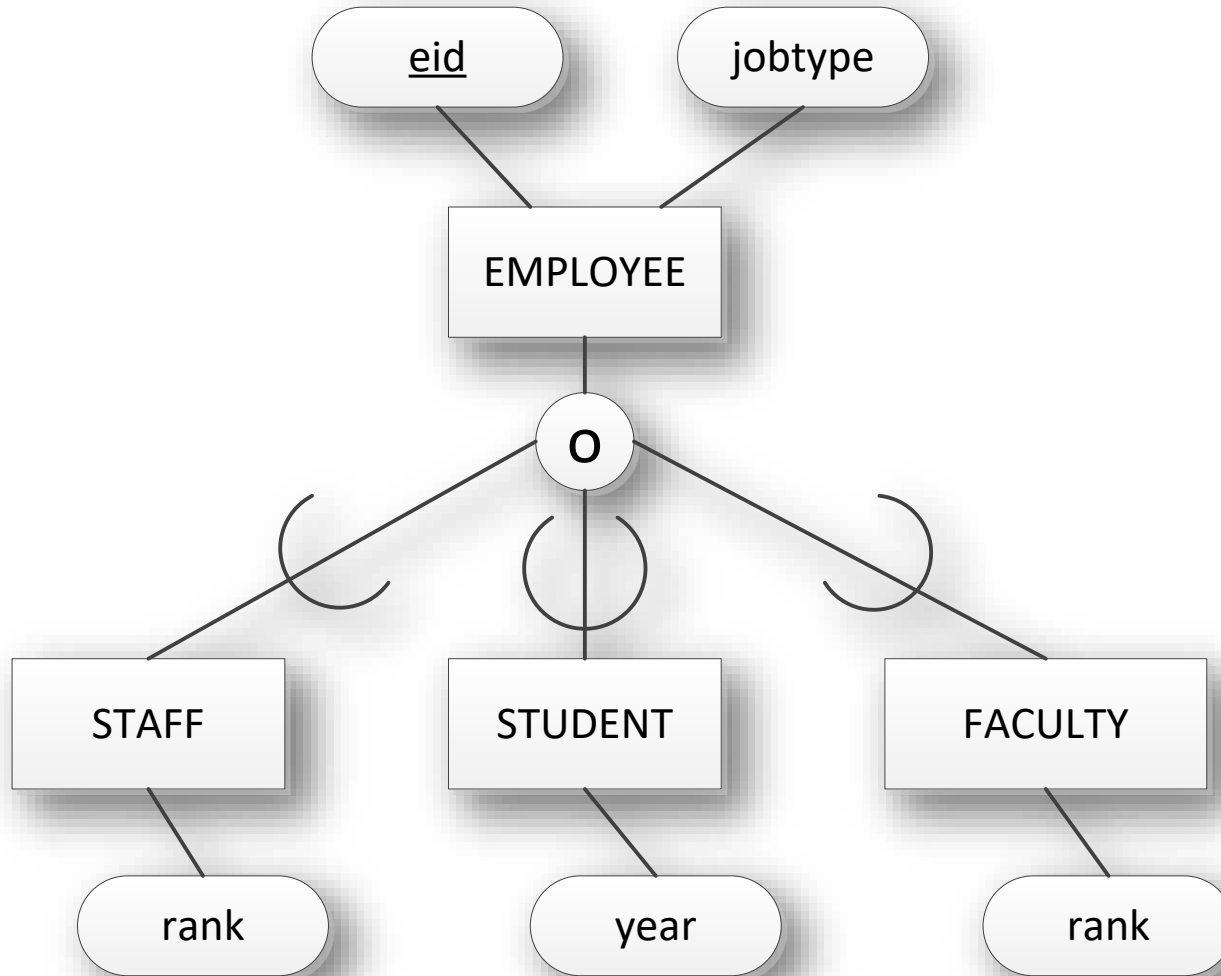 eid
jobtype
EMPLOYEE
O
STAFF
STUDENT
FACULTY
rank
year
rank